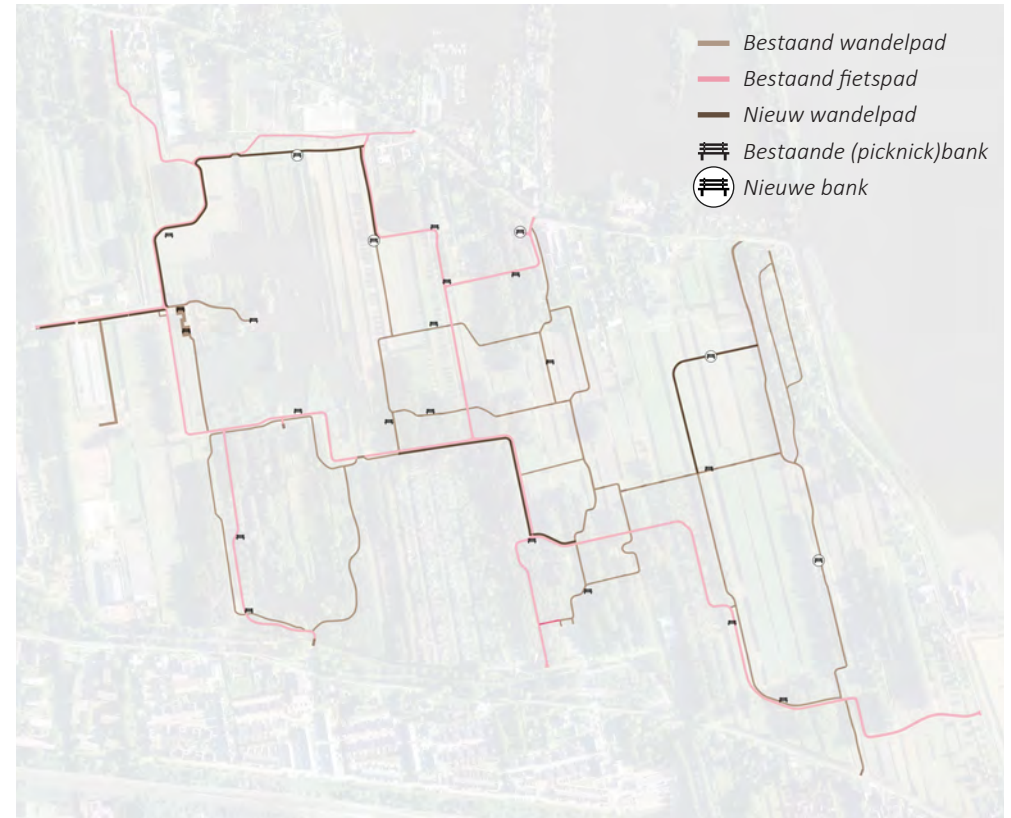 Bestaand wandelpad
Bestaand fietspad
Nieuw wandelpad
Bestaande (picknick)bank
Nieuwe bank